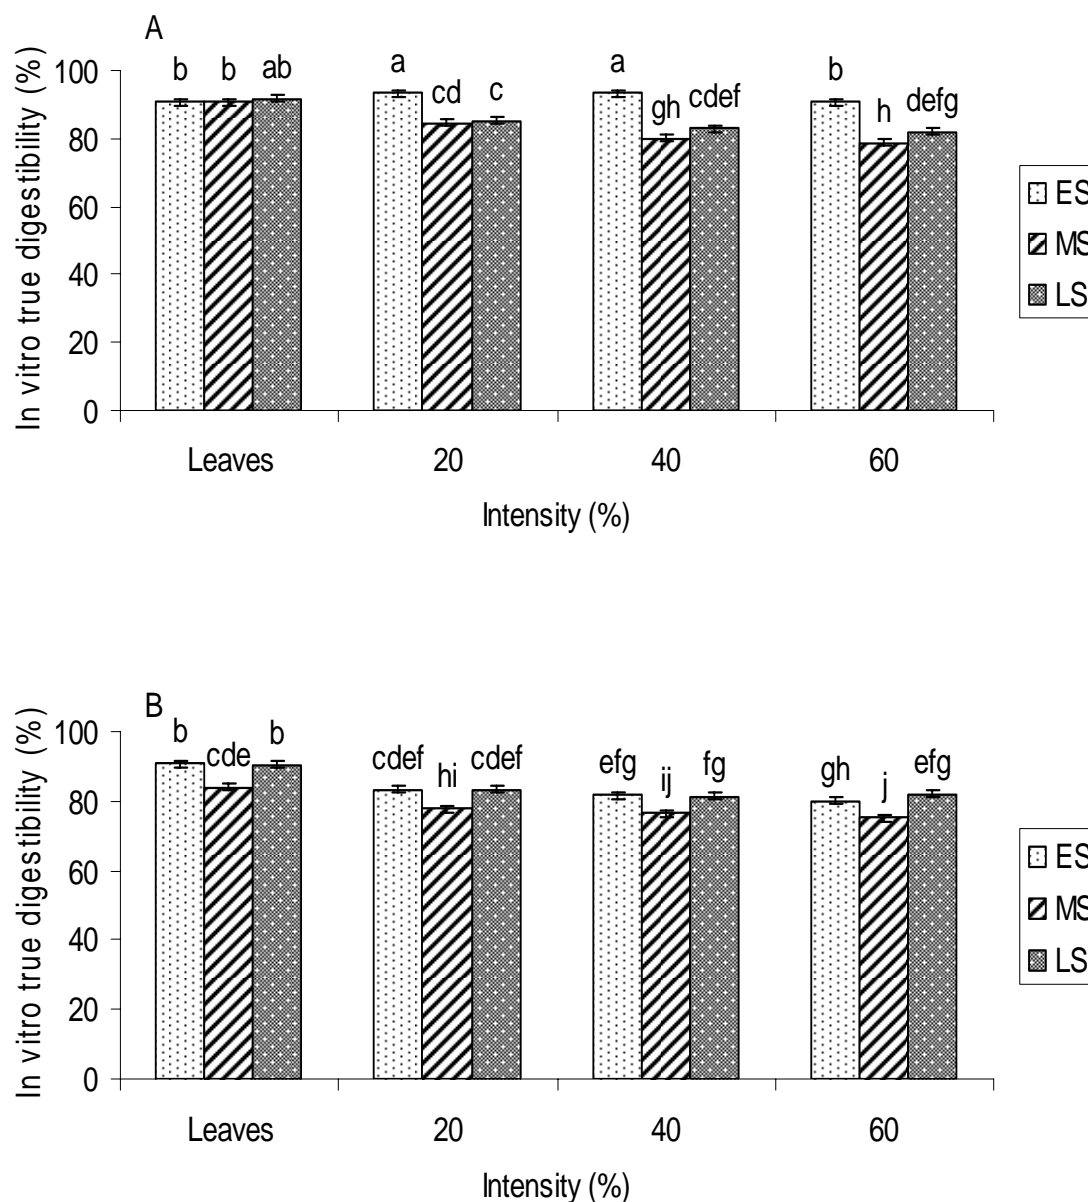 A
In vitro true digestibility (%)
100
80
60
40
20
0
b b ab a cd c a gh cdef b h defg
Leaves 20 40 60
Intensity (%)
ES
MS
LS
B
In vitro true digestibility (%)
100
80
60
40
20
0
b cde b cdef hi cdef efg ij fg gh j efg
Leaves 20 40 60
Intensity (%)
ES
MS
LS